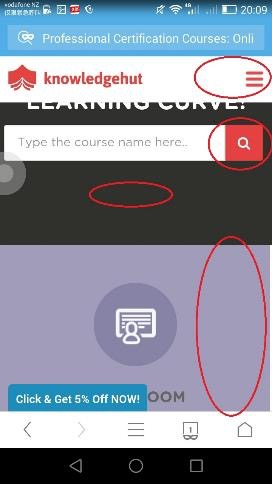 vodafone NZ
20:09
Professional Certification Courses: Onli
knowledgehut
LEARNING CURVE!
Type the course name here..
OOM
Click & Get 5% Off NOW!
1